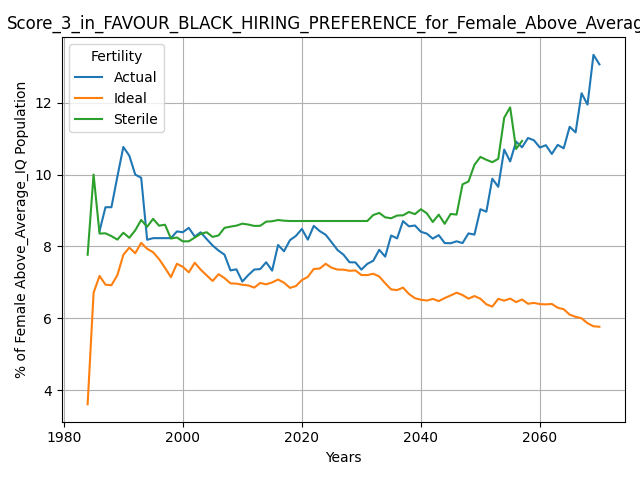 Score_3_in_FAVOUR_BLACK_HIRING_PREFERENCE_for_Female_Above_Averag
Fertility
Actual
Ideal
Sterile
% of Female Above_Average_IQ Population
12
10
8
6
4
1980 2000 2020 2040 2060
Years